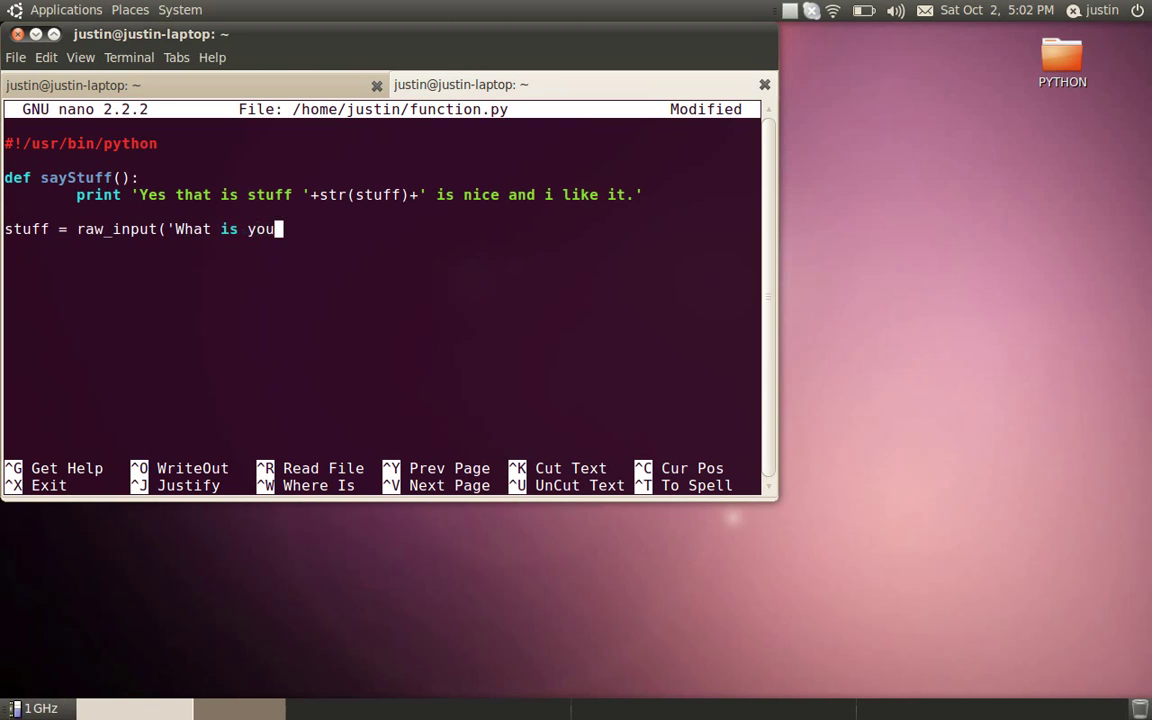 Applications Places System Sat Oct 2, 5:02 PM justin
justin@justin-laptop: ~
File Edit View Terminal Tabs Help
justin@justin-laptop: ~ justin@justin-laptop: ~
GNU nano 2.2.2 File: /home/justin/function.py Modified
#!/usr/bin/python
def sayStuff():
print 'Yes that is stuff '+str(stuff)+' is nice and i like it.'
stuff = raw_input('What is you
^G Get Help ^O WriteOut ^R Read File ^Y Prev Page ^K Cut Text ^C Cur Pos
^X Exit ^J Justify ^W Where Is ^V Next Page ^U UnCut Text ^T To Spell
PYTHON
1 GHz